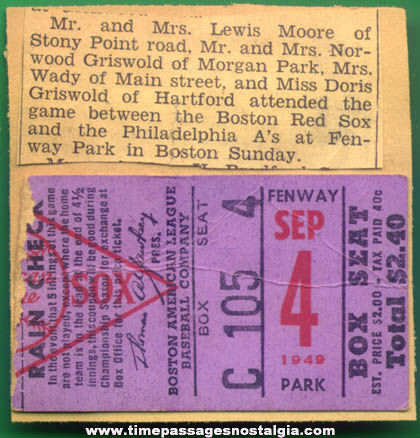 Mr. and Mrs. Lewis Moore of
Stony Point road, Mr. and Mrs. Nor-
wood Griswold of Morgan Park, Mrs.
Wady of Main street, and Miss Doris
Griswold of Hartford attended the
game between the Boston Red Sox
and the Philadelphia A's at Fen-
way Park in Boston Sunday.
RAIN CHECK
In the event that 5 innings of this game
are not played, except where the home
team is in the lead at the end of 4½
innings, this coupon will be good during
Championship Season for exchange at
Box Office for this game ticket.
Thomas A Yawkey
PRES.
BOSTON AMERICAN LEAGUE
BASEBALL COMPANY
BOX SEAT
C 105 4
FENWAY
SEP
4
1949
PARK
BOX SEAT
EST. PRICE $2.00 - TAX PAID 40c
Total $2.40
www.timepassagesnostalgia.com